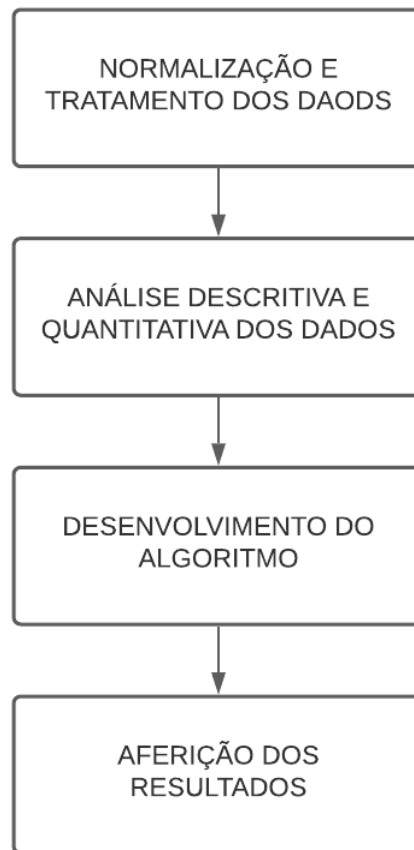 NORMALIZAÇÃO E
TRATAMENTO DOS DAODS
ANÁLISE DESCRITIVA E
QUANTITATIVA DOS DADOS
DESENVOLVIMENTO DO
ALGORITMO
AFERIÇÃO DOS
RESULTADOS